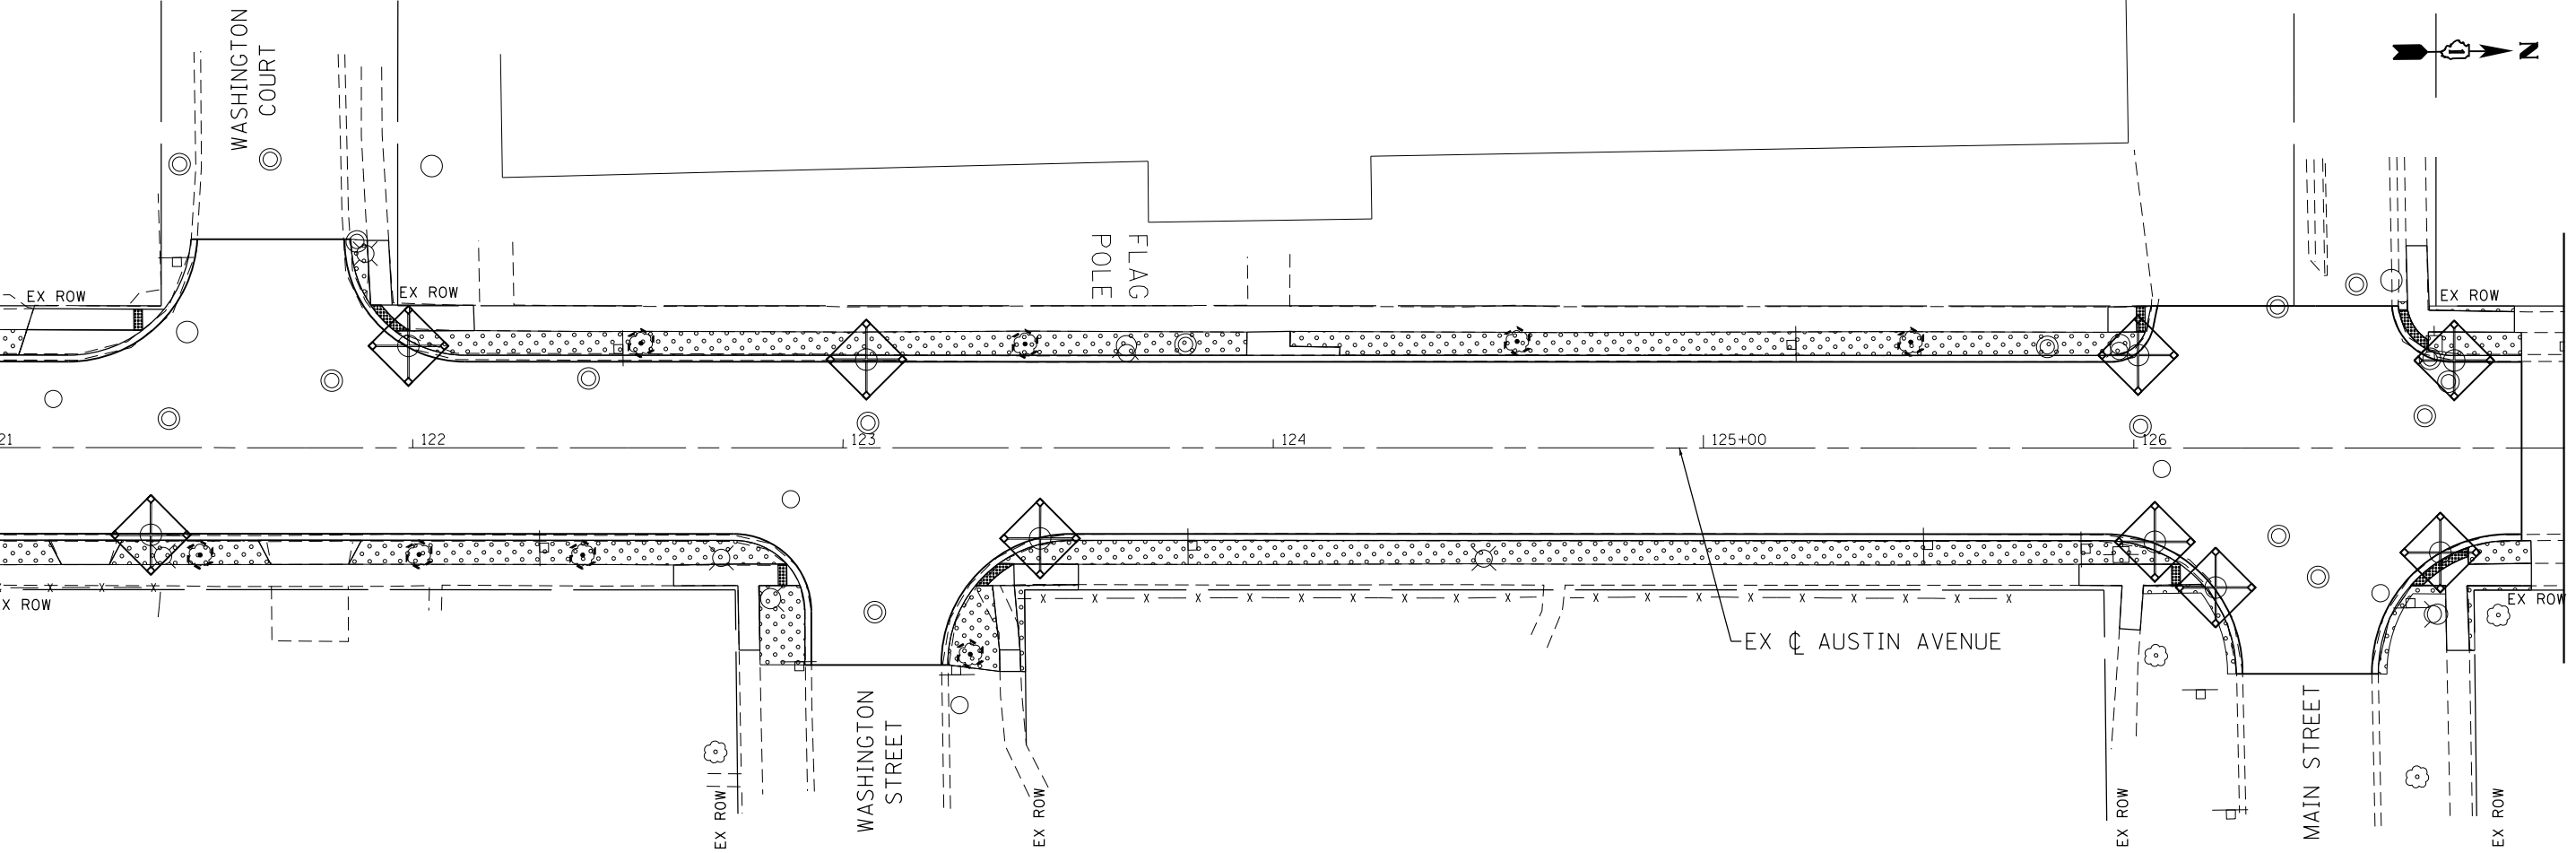 WASHINGTON
COURT
N
EX ROW
EX ROW
FLAG
POLE
EX ROW
21
122
123
124
125+00
126
X ROW
EX ROW
EX ℄ AUSTIN AVENUE
WASHINGTON
STREET
MAIN STREET
EX ROW
EX ROW
EX ROW
EX ROW